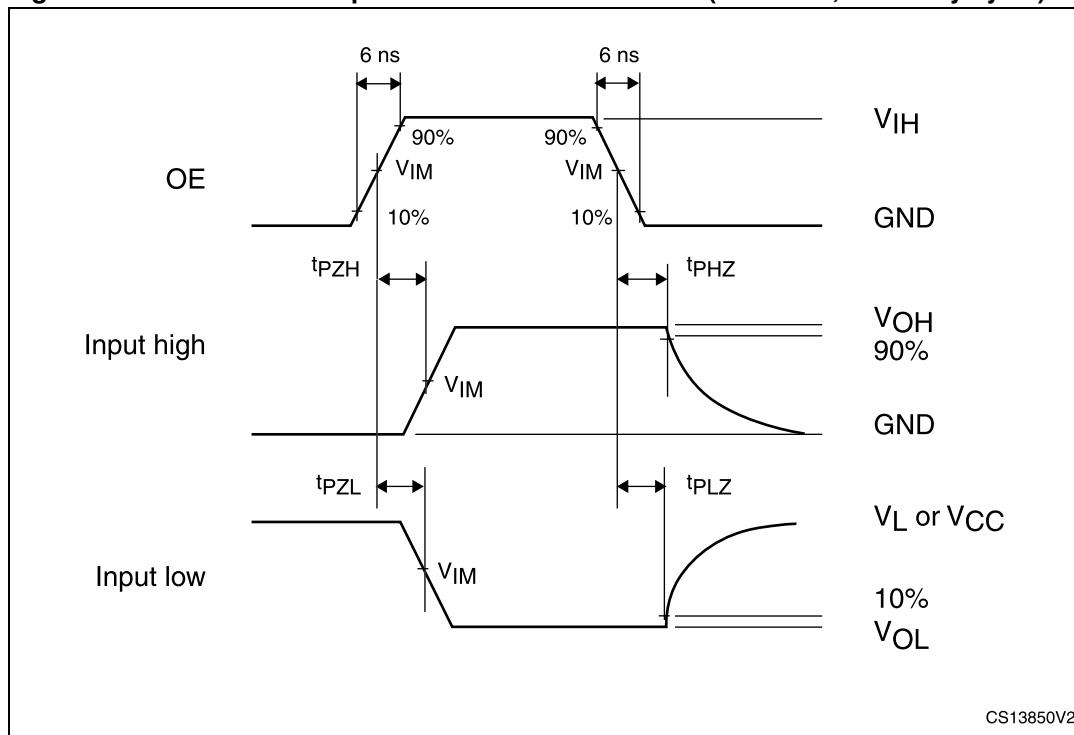 6 ns
6 ns
VIH
90%
90%
OE
VIM
VIM
10%
10%
GND
tPZH
tPHZ
VOH
90%
Input high
VIM
GND
tPZL
tPLZ
VL or VCC
Input low
VIM
10%
VOL
CS13850V2